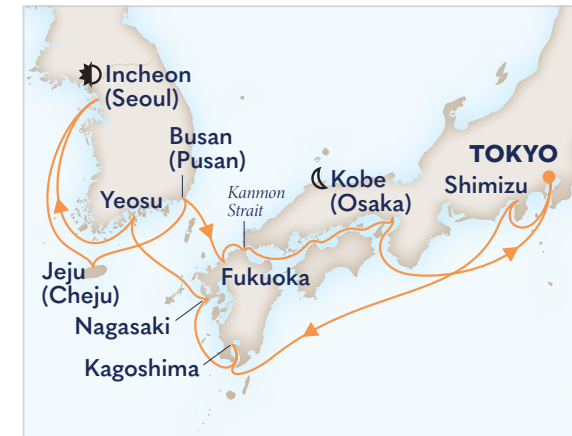 Incheon
(Seoul)
Busan
(Pusan)
TOKYO
Kobe
(Osaka)
Shimizu
Yeosu
Kanmon
Strait
Jeju
(Cheju)
Fukuoka
Nagasaki
Kagoshima